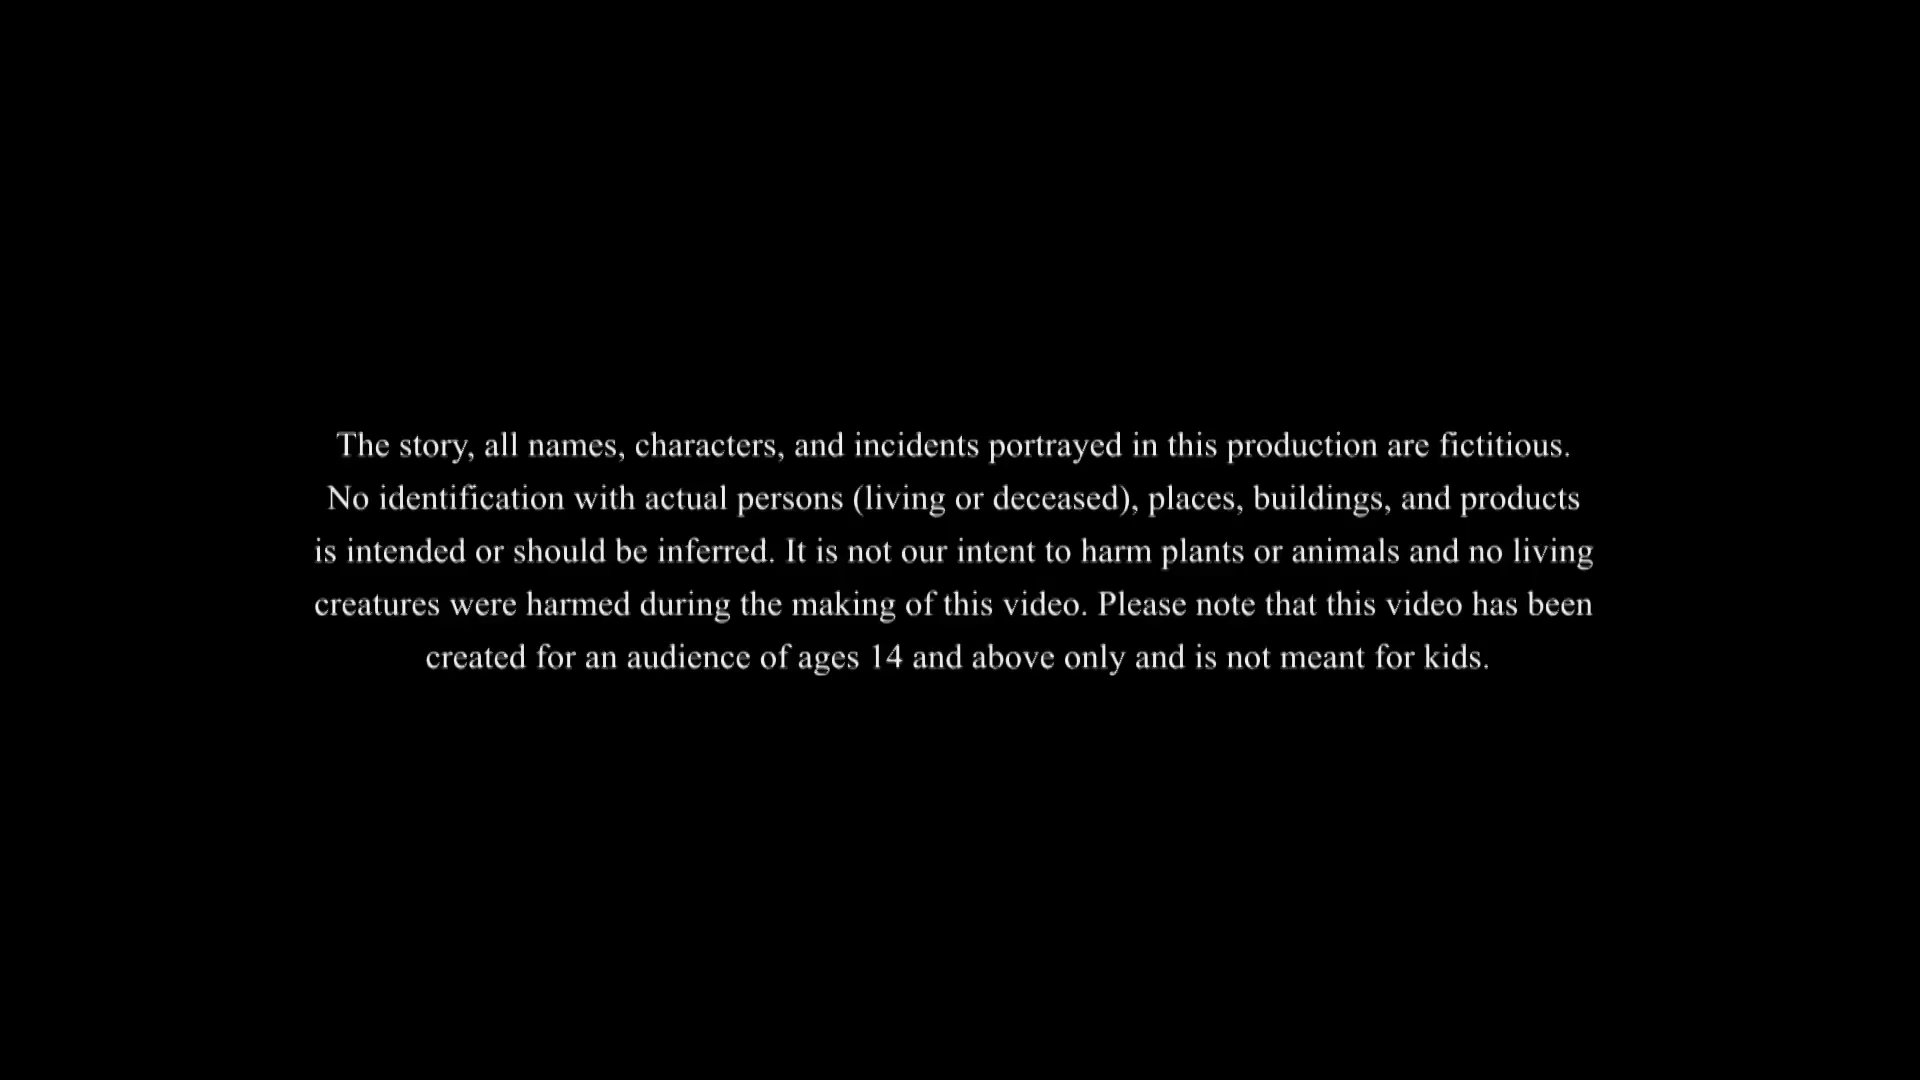 The story, all names, characters, and incidents portrayed in this production are fictitious.
No identification with actual persons (living or deceased), places, buildings, and products
is intended or should be inferred. It is not our intent to harm plants or animals and no living
creatures were harmed during the making of this video. Please note that this video has been
created for an audience of ages 14 and above only and is not meant for kids.